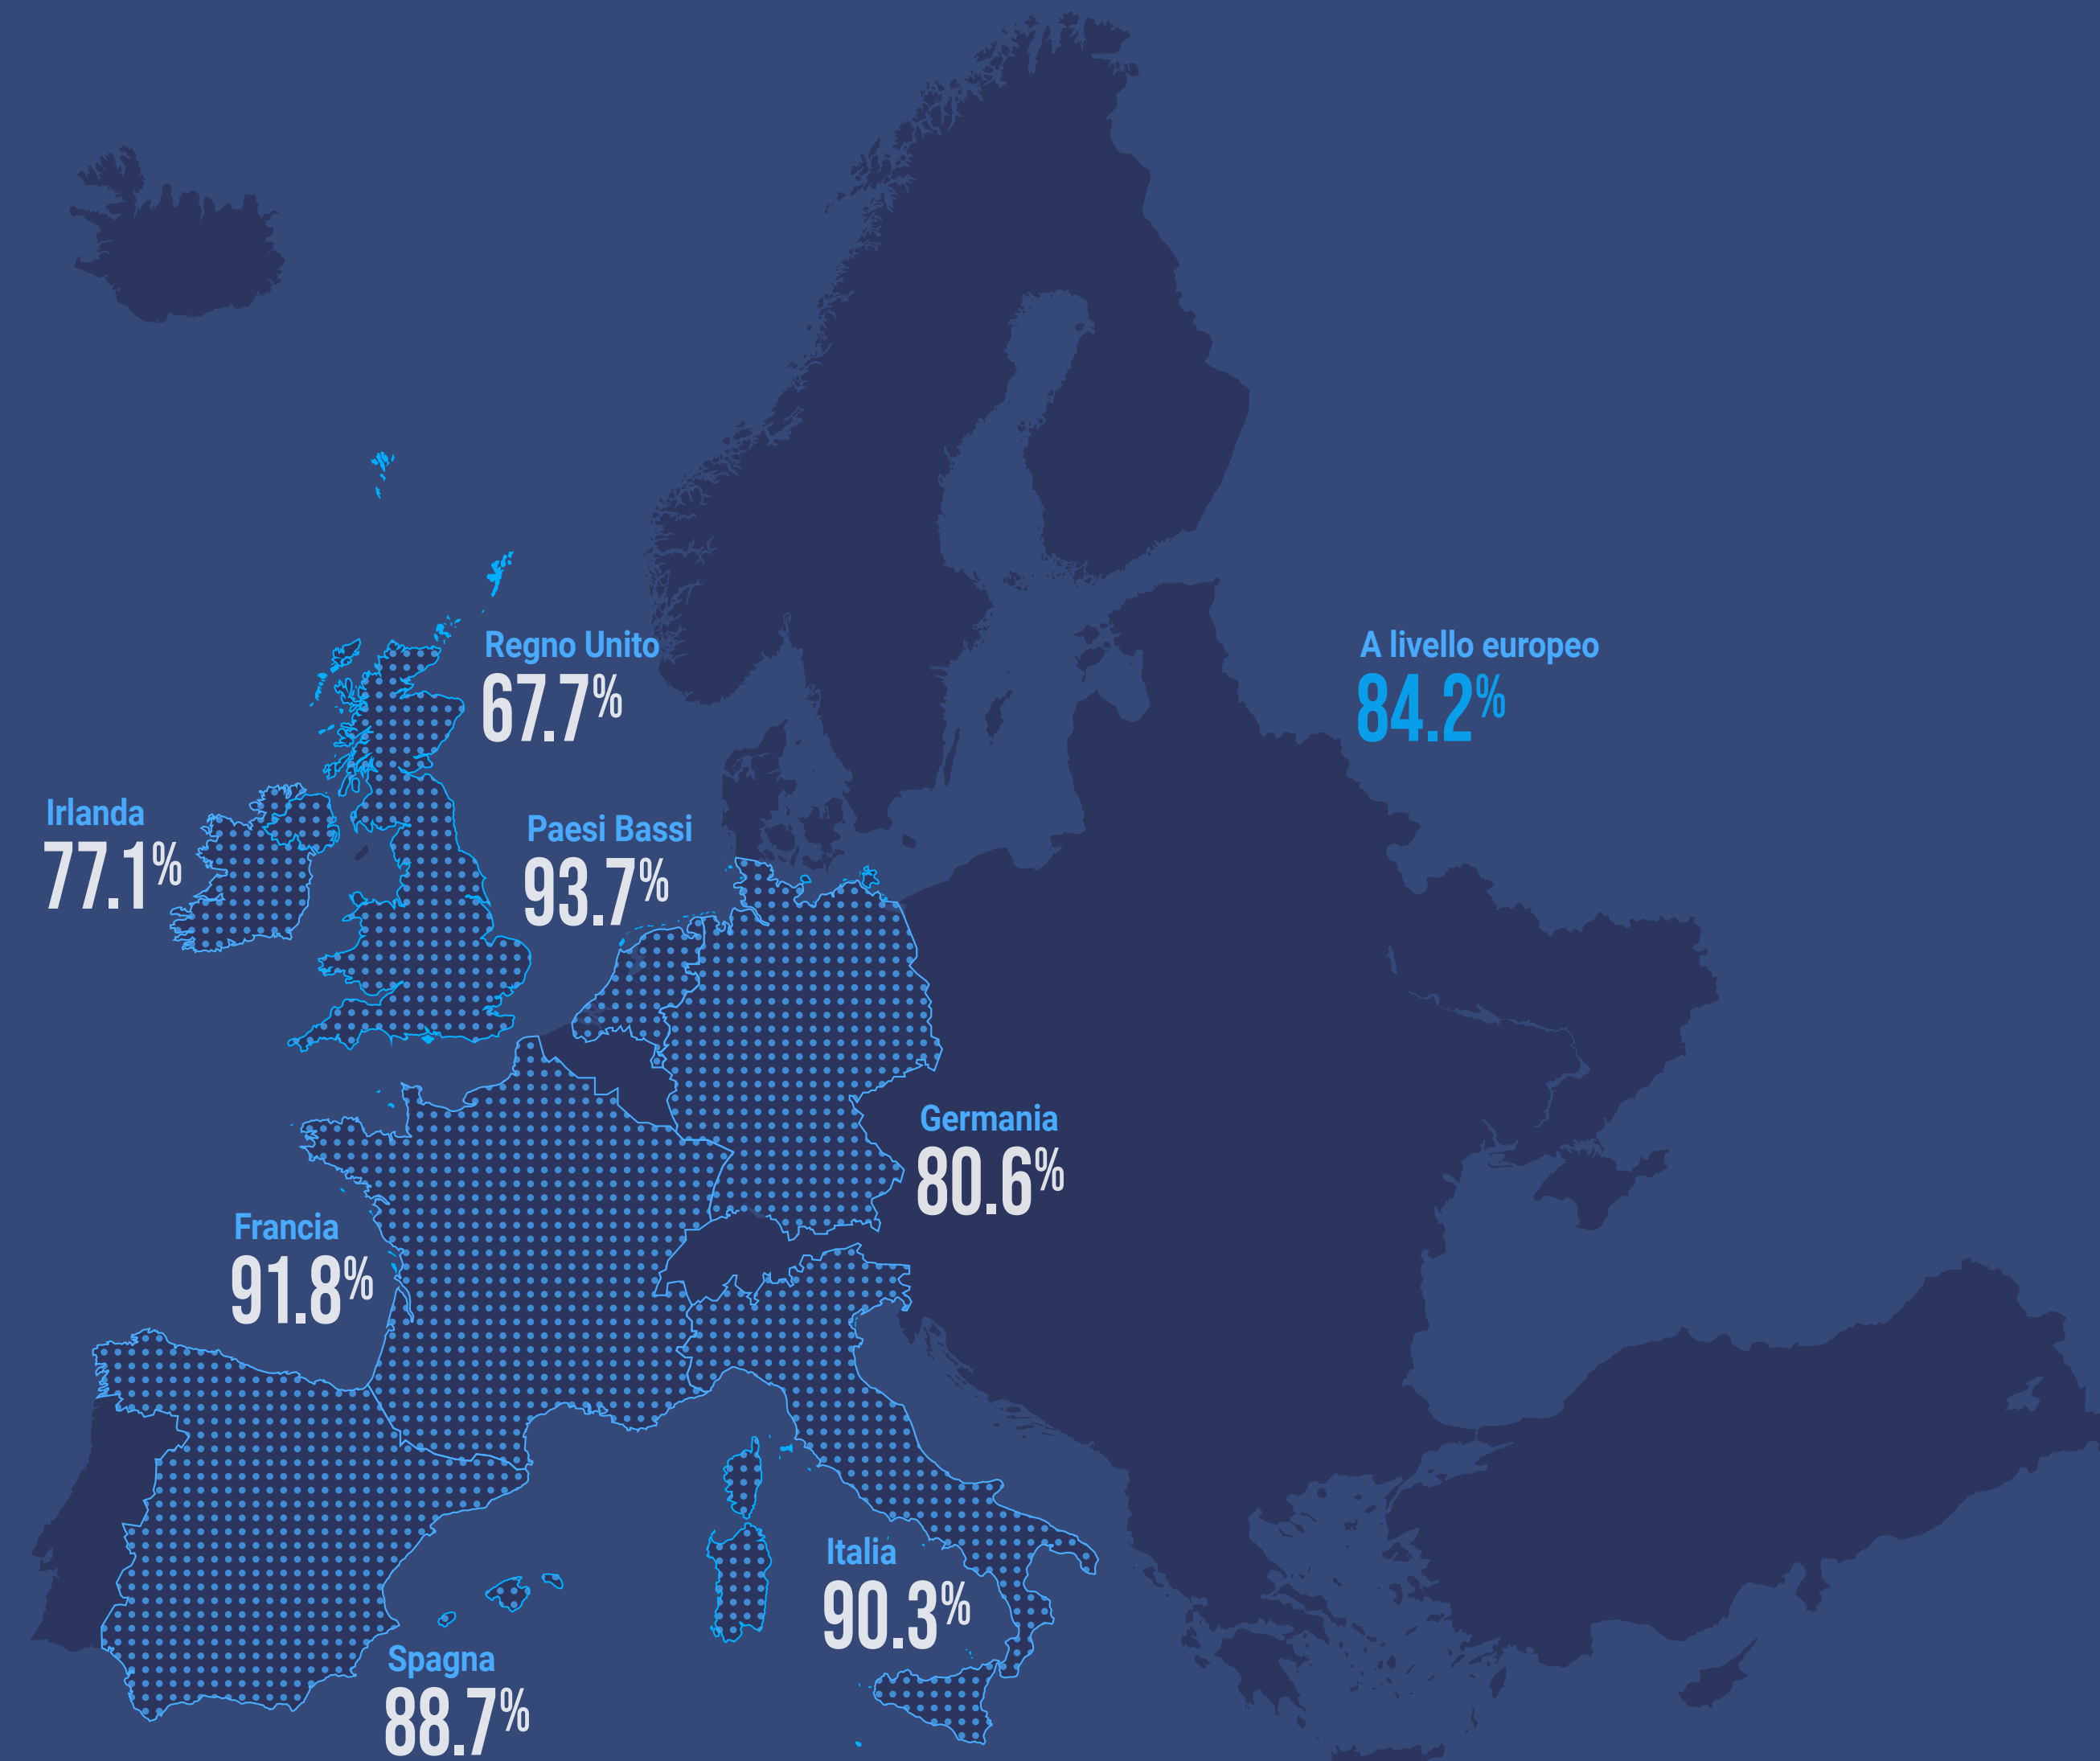 Regno Unito
67.7%
A livello europeo
84.2%
Irlanda
77.1%
Paesi Bassi
93.7%
Germania
80.6%
Francia
91.8%
Italia
90.3%
Spagna
88.7%